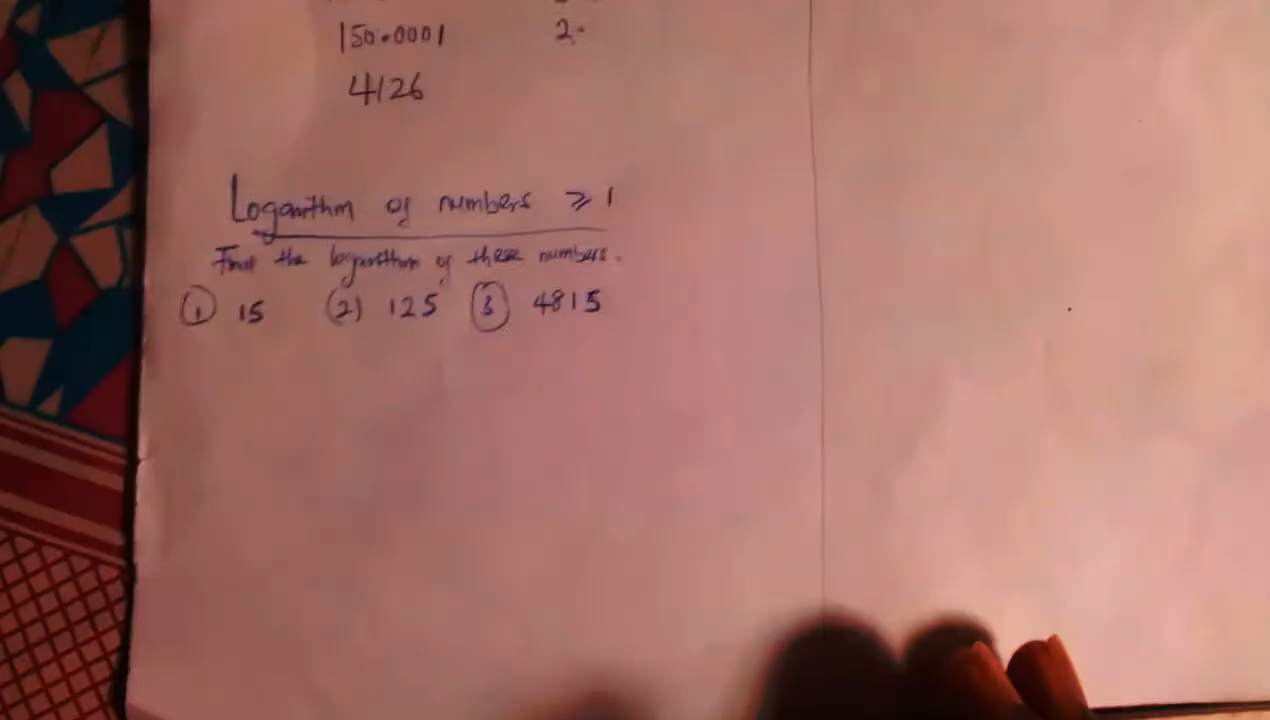 150.0001 2.
4126
Logarithm of numbers ⩾ 1
Find the logarithm of these numbers.
① 15 ② 125 ③ 4815